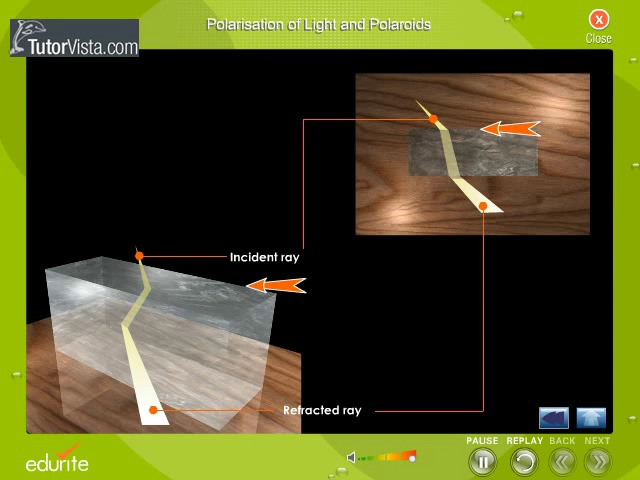 Polarisation of Light and Polaroids
X
Close
TutorVista.com
Incident ray
Refracted ray
PAUSE REPLAY BACK NEXT
edurite